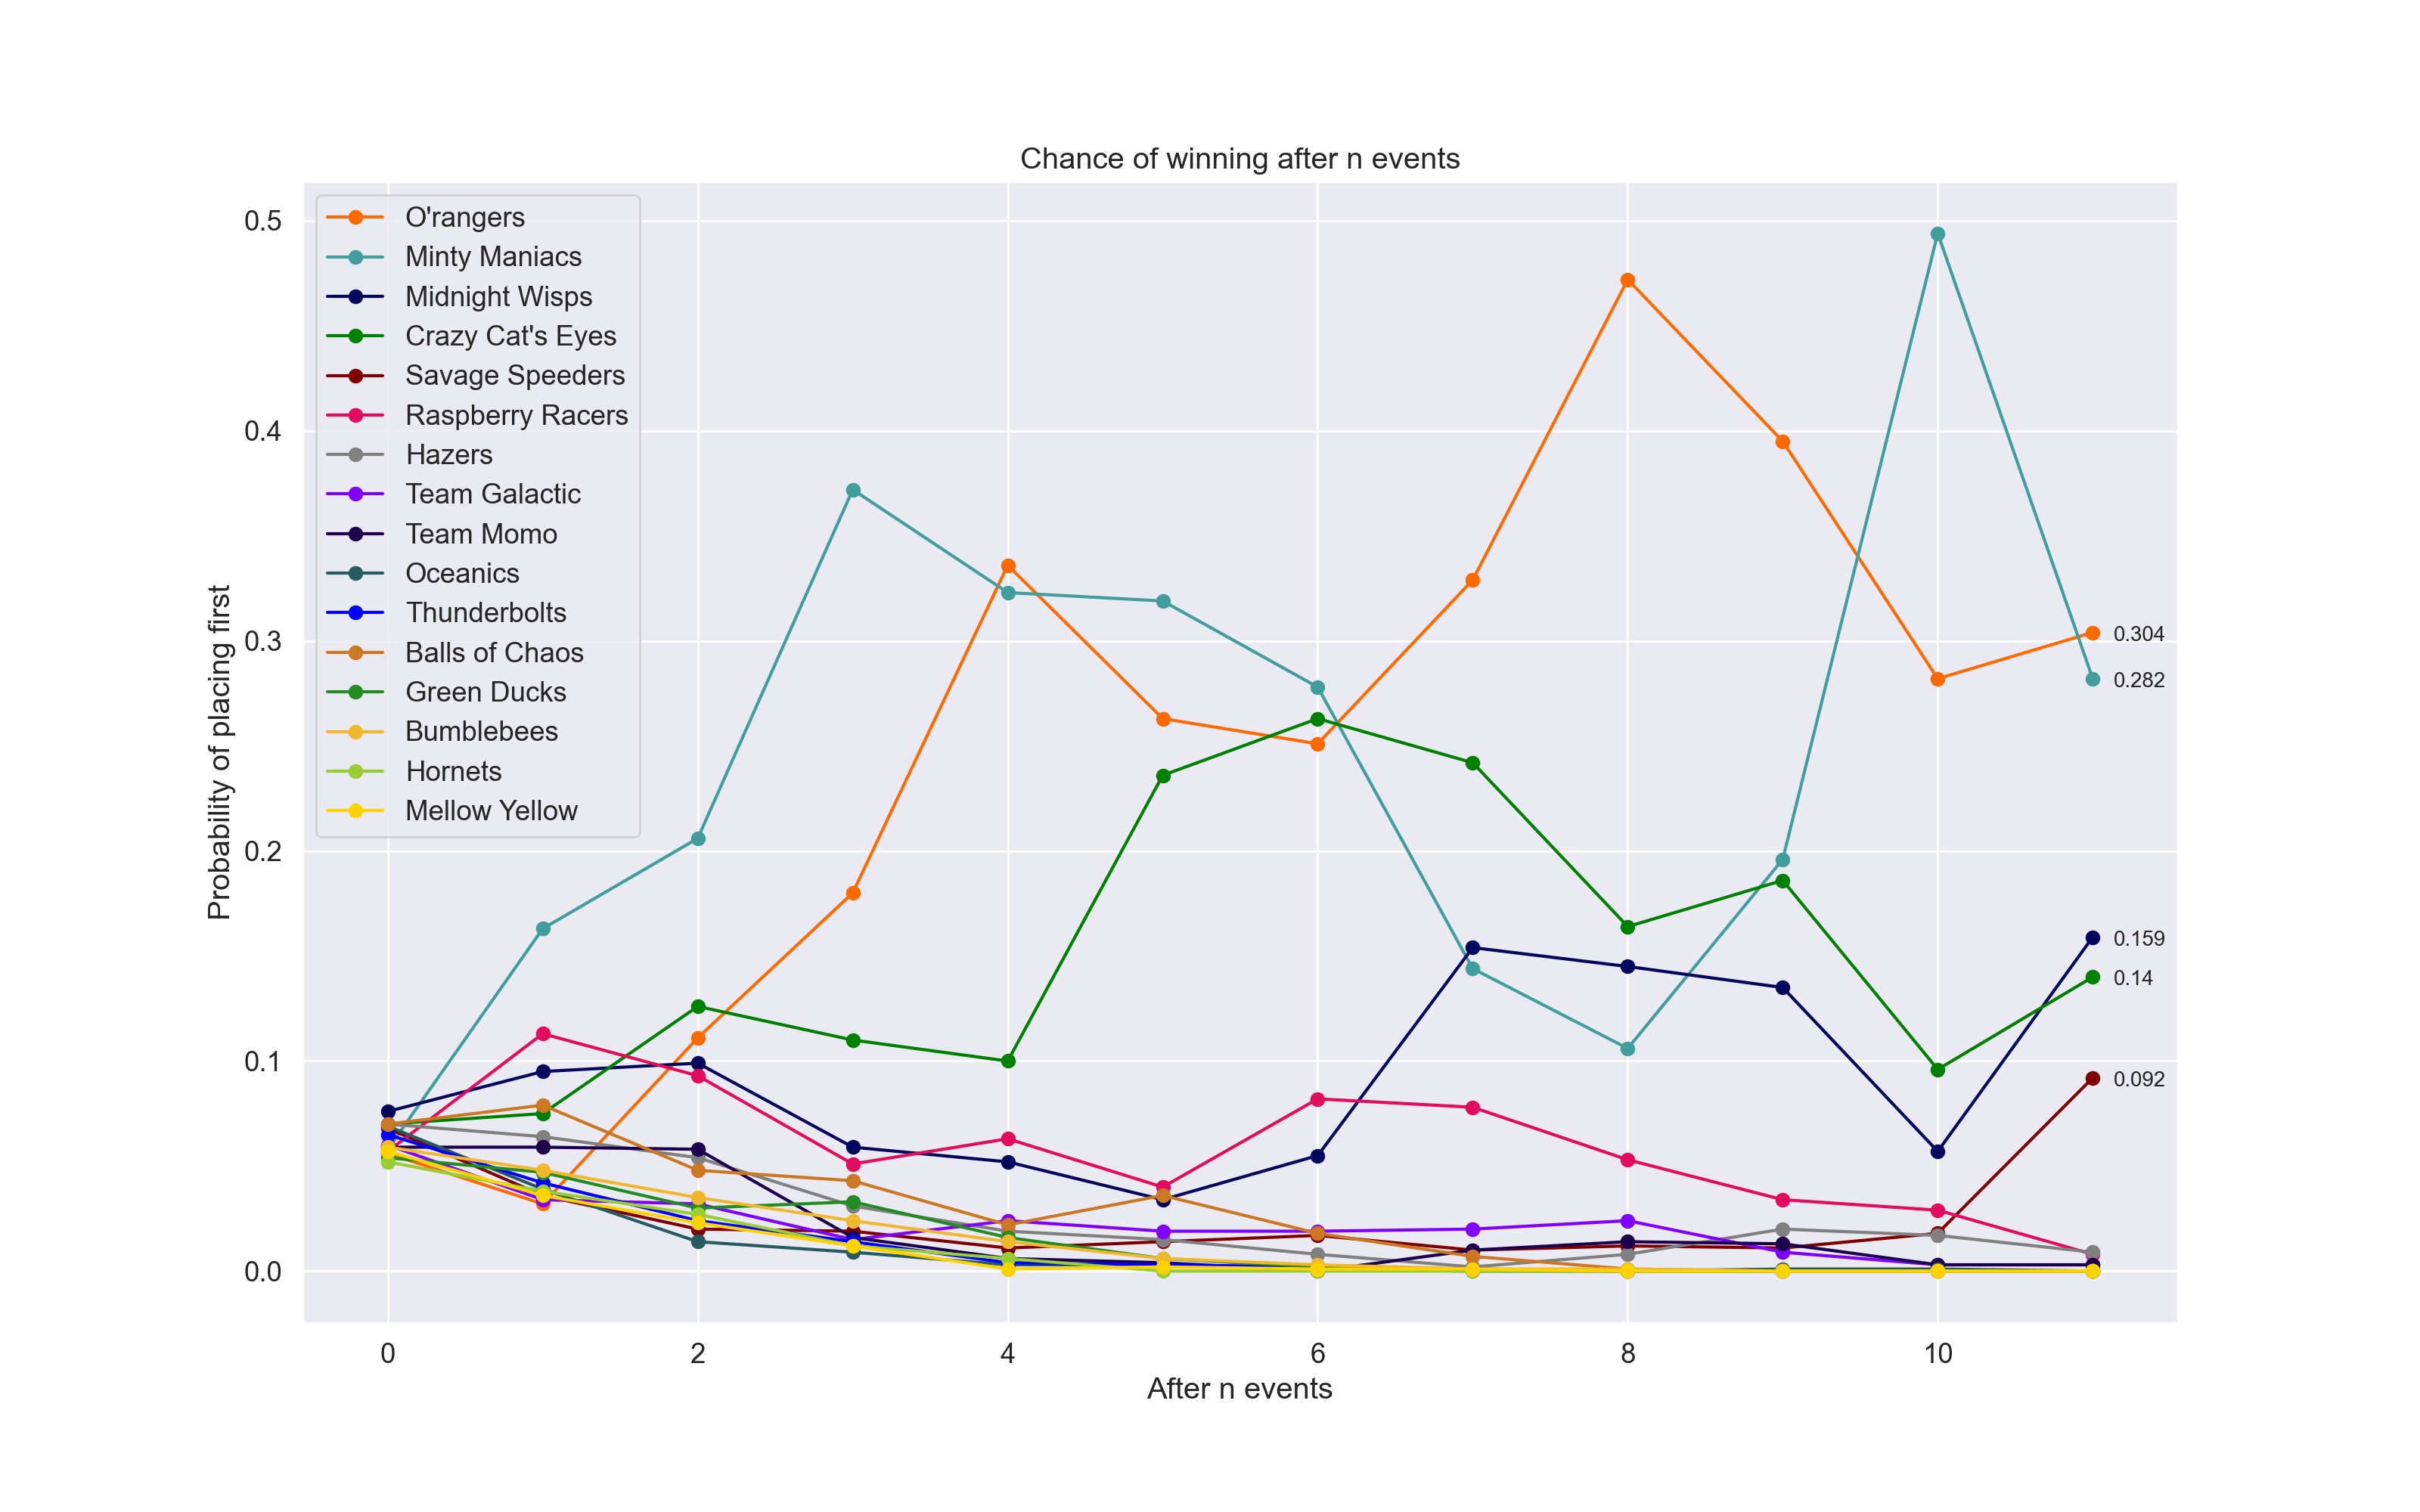 Chance of winning after n events
O'rangers
Minty Maniacs
Midnight Wisps
Crazy Cat's Eyes
Savage Speeders
Raspberry Racers
Hazers
Team Galactic
Team Momo
Oceanics
Thunderbolts
Balls of Chaos
Green Ducks
Bumblebees
Hornets
Mellow Yellow
Probability of placing first
0.5
0.4
0.3
0.2
0.1
0.0
0.304
0.282
0.159
0.14
0.092
0 2 4 6 8 10
After n events